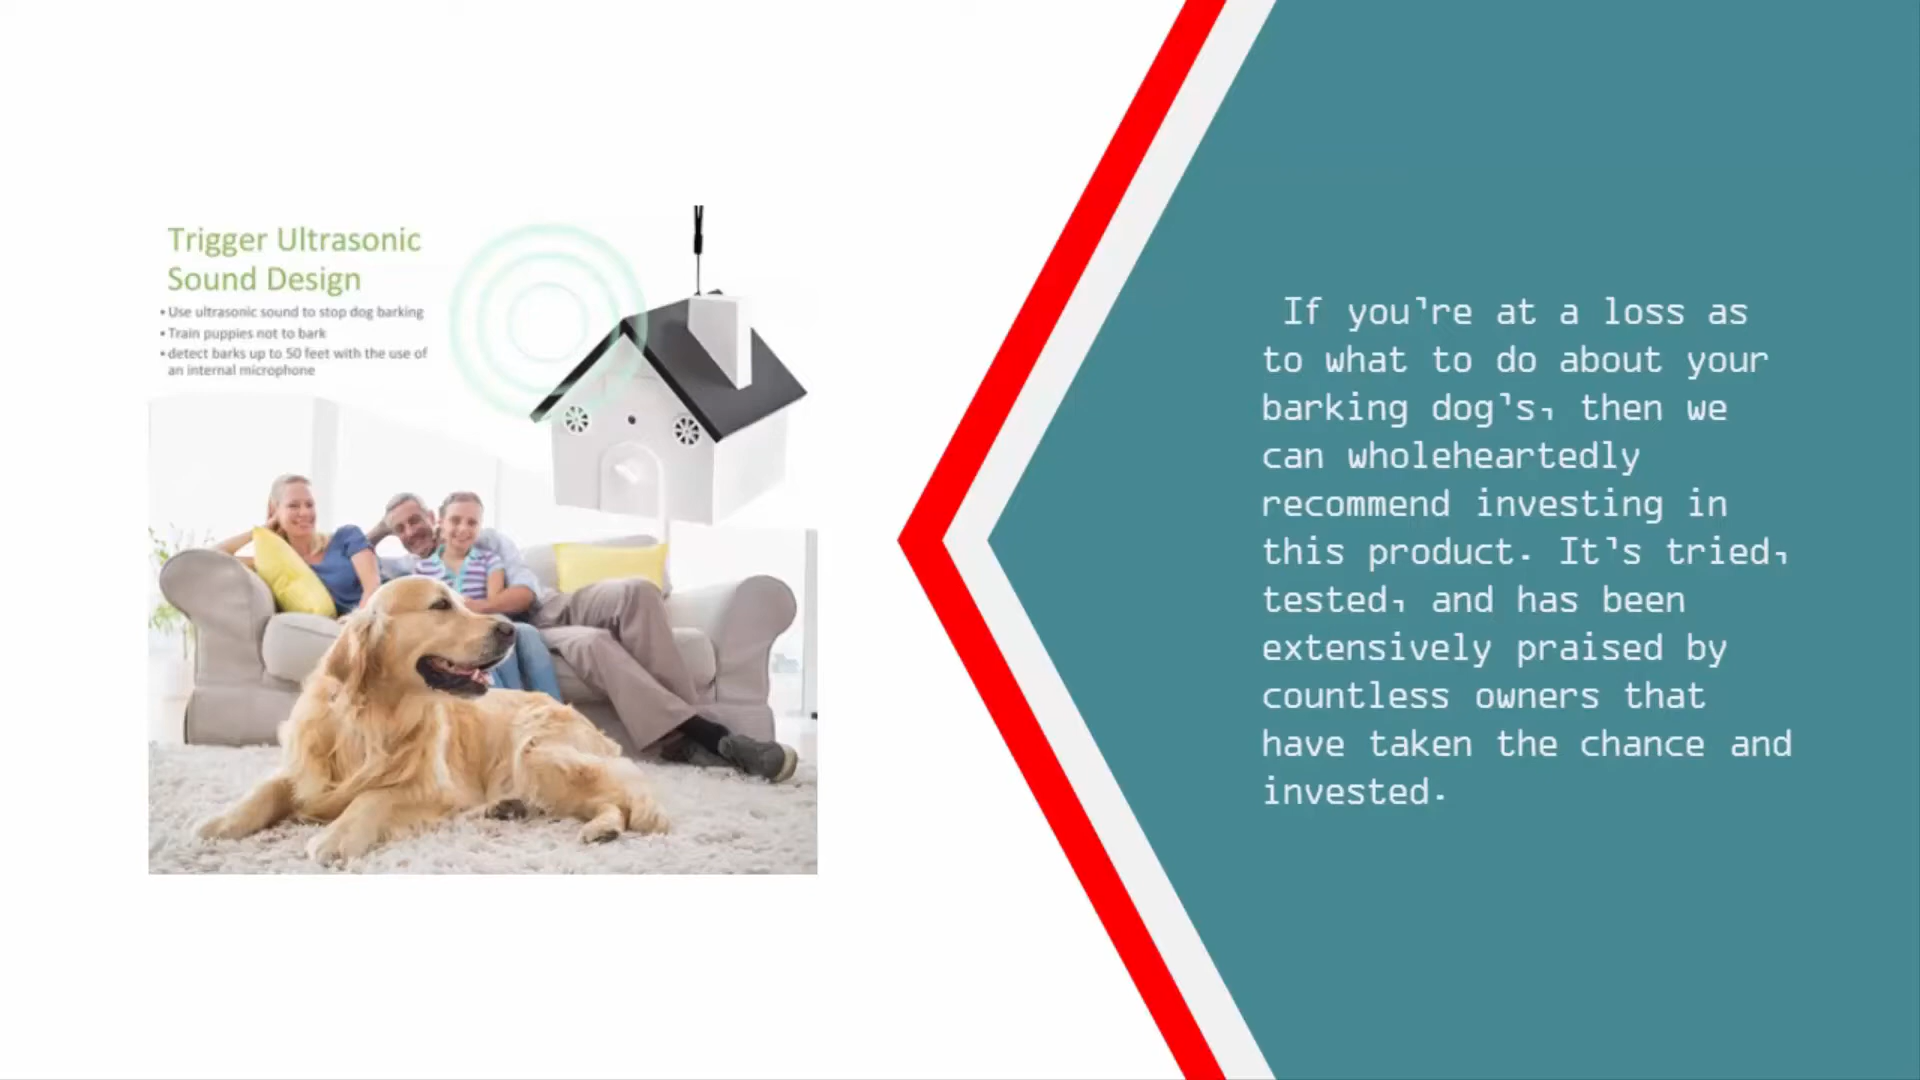 Trigger Ultrasonic
Sound Design
• Use ultrasonic sound to stop dog barking
• Train puppies not to bark
• detect barks up to 50 feet with the use of
an internal microphone
If you're at a loss as
to what to do about your
barking dog's, then we
can wholeheartedly
recommend investing in
this product. It's tried,
tested, and has been
extensively praised by
countless owners that
have taken the chance and
invested.